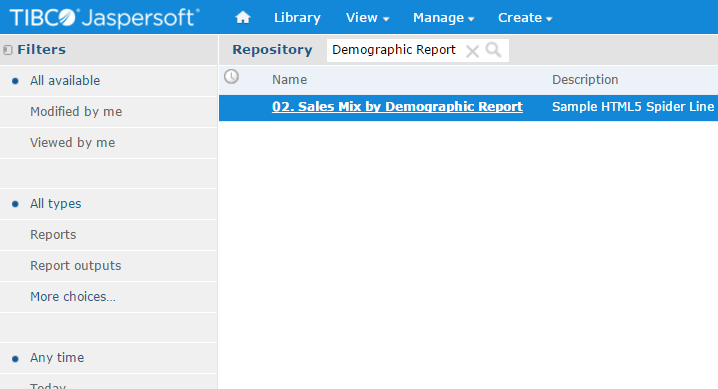 TIBCO Jaspersoft®
Library
View
Manage
Create
Filters
Repository
Demographic Report
All available
Modified by me
Viewed by me
All types
Reports
Report outputs
More choices...
Any time
Today
Name
Description
02. Sales Mix by Demographic Report
Sample HTML5 Spider Line